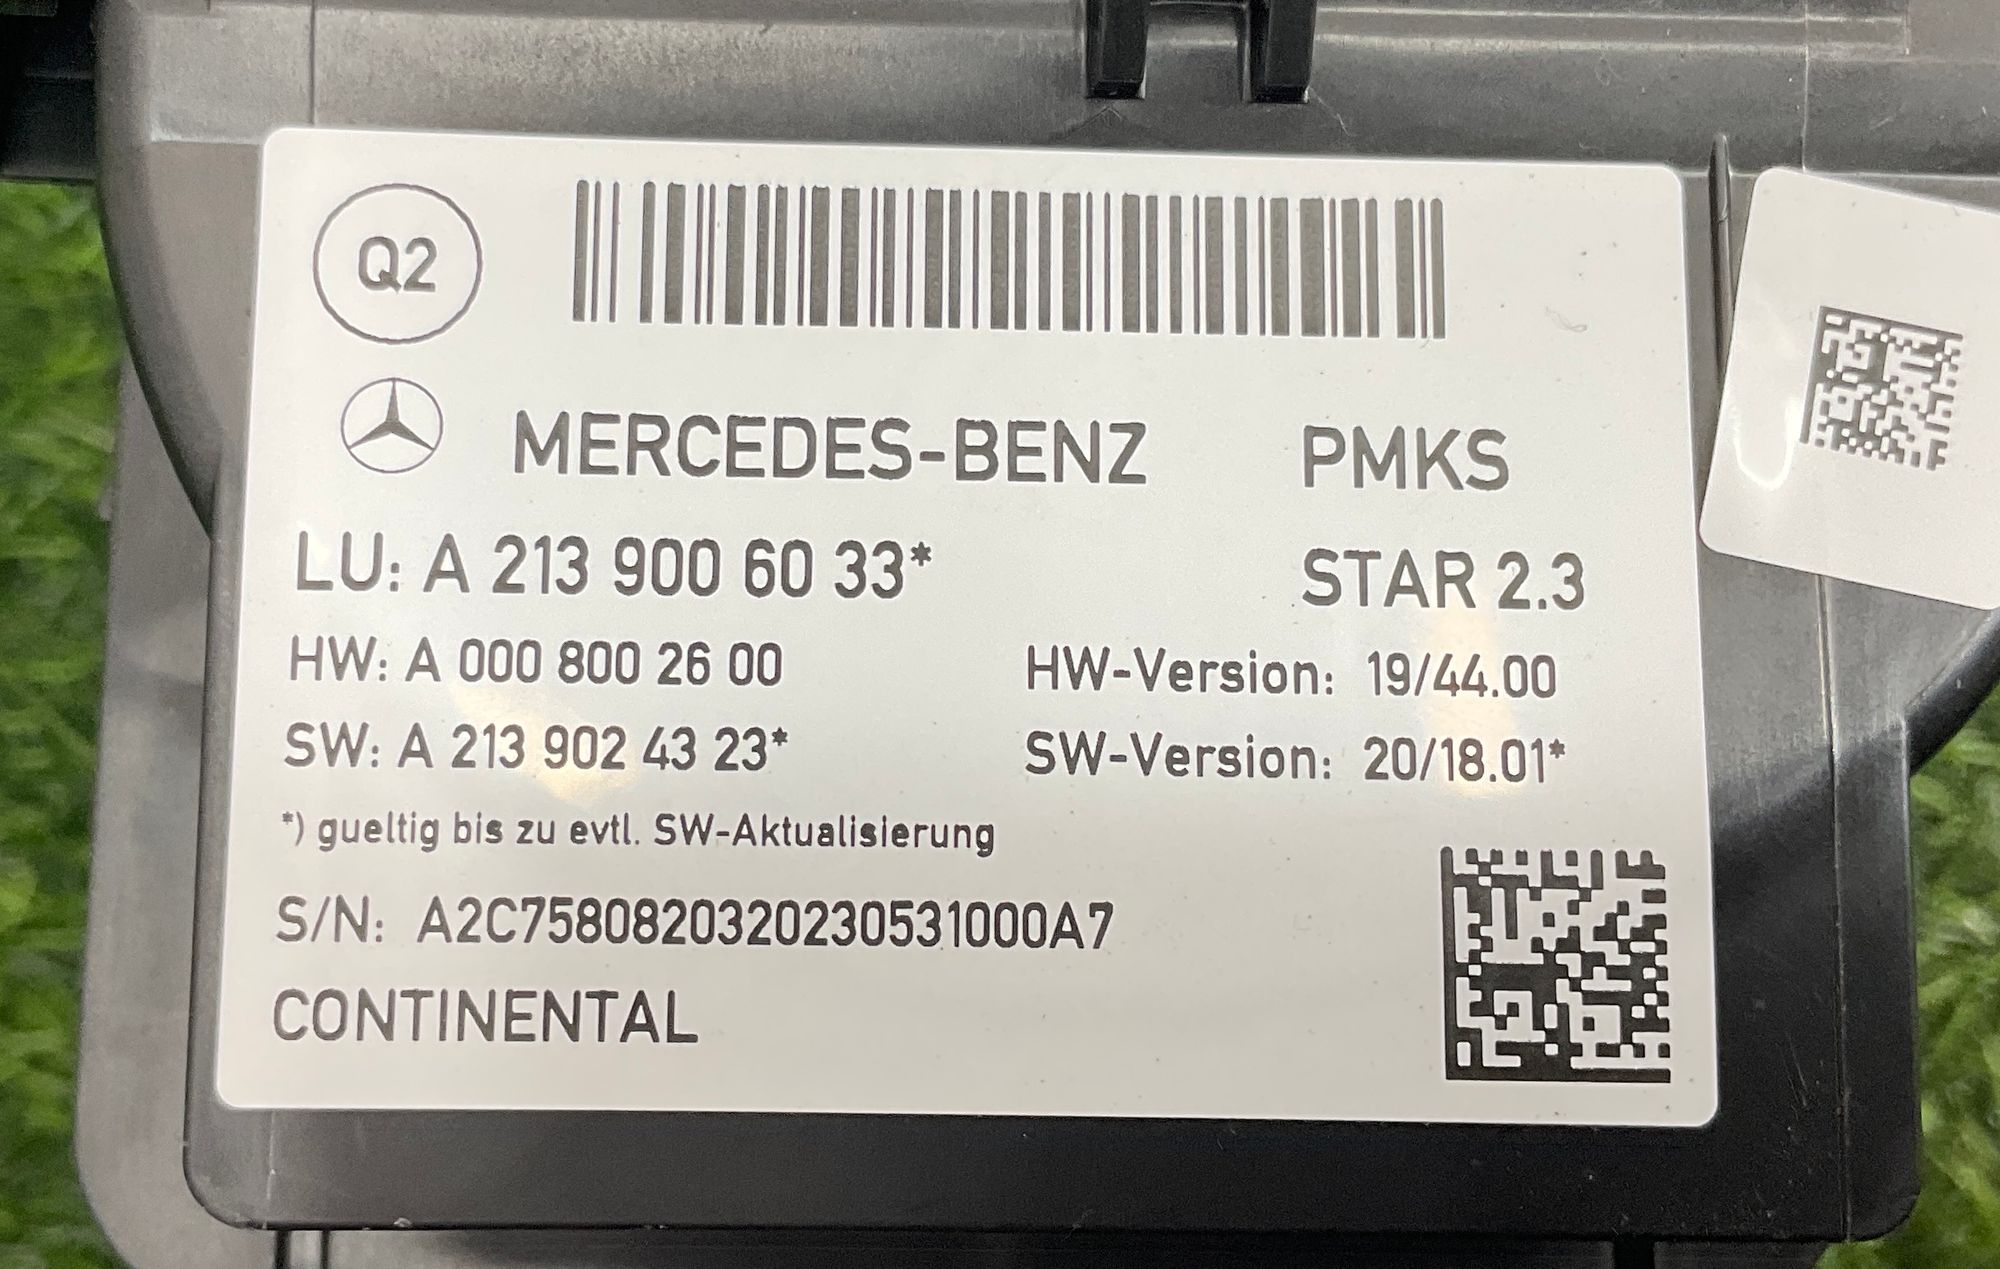 Q2
MERCEDES-BENZ PMKS
LU: A 213 900 60 33* STAR 2.3
HW: A 000 800 26 00 HW-Version: 19/44.00
SW: A 213 902 43 23* SW-Version: 20/18.01*
*) gueltig bis zu evtl. SW-Aktualisierung
S/N: A2C7580820320230531000A7
CONTINENTAL